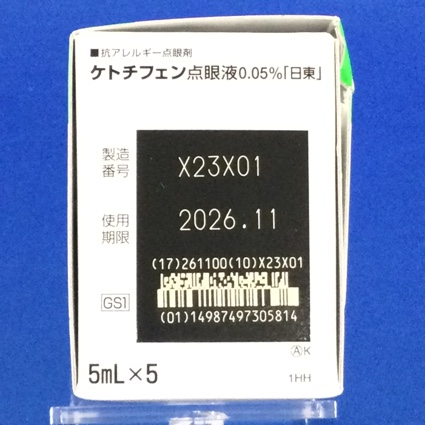 ■抗アレルギー点眼剤
ケトチフェン点眼液0.05%「日東」
製造番号 X23X01
使用期限 2026.11
(17)261100(10)X23X01
GS1
(01)14987497305814
ⒶK
5mL×5
1HH